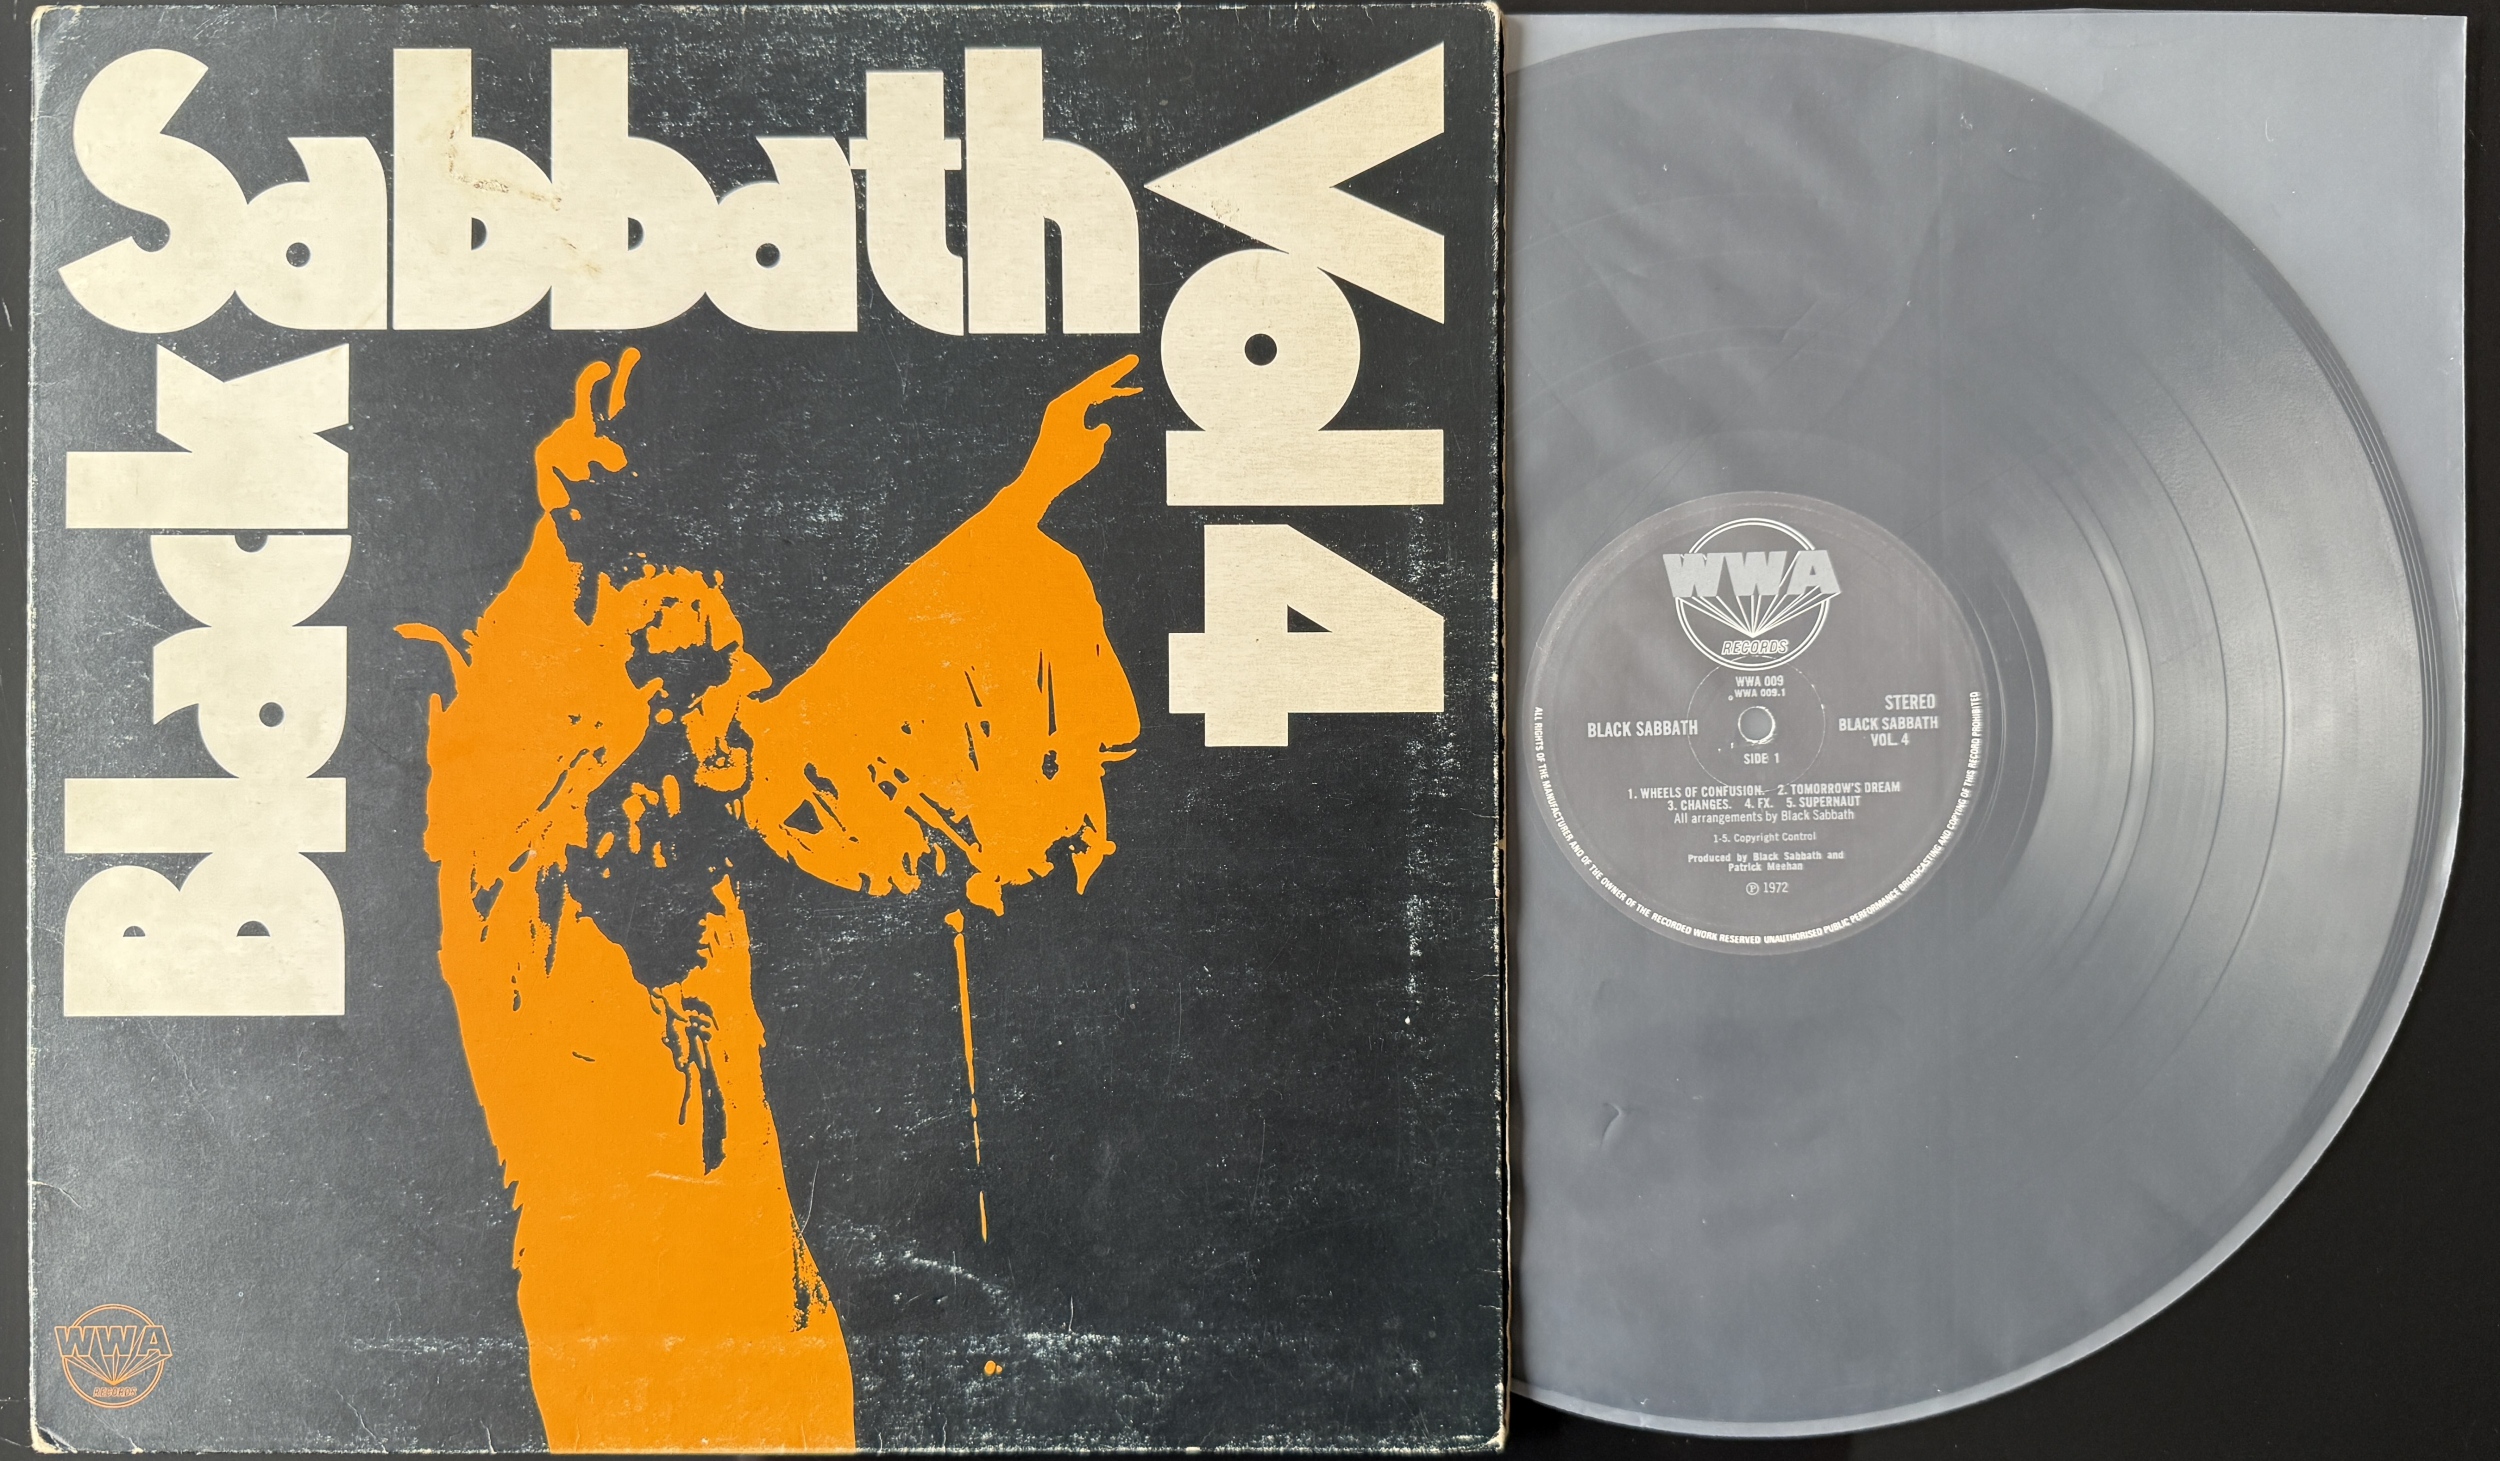 Black
Sabbath
Vol 4
WWA
RECORDS
WWA
RECORDS
WWA 009
WWA 009.1
STEREO
BLACK SABBATH
BLACK SABBATH
VOL. 4
SIDE 1
1. WHEELS OF CONFUSION. 2. TOMORROW'S DREAM
3. CHANGES. 4. FX. 5. SUPERNAUT
All arrangements by Black Sabbath
1-5. Copyright Control
Produced by Black Sabbath and
Patrick Meehan
Ⓟ 1972
ALL RIGHTS OF THE MANUFACTURER AND OF THE OWNER OF THE RECORDED WORK RESERVED UNAUTHORISED PUBLIC PERFORMANCE BROADCASTING AND COPYING OF THIS RECORD PROHIBITED